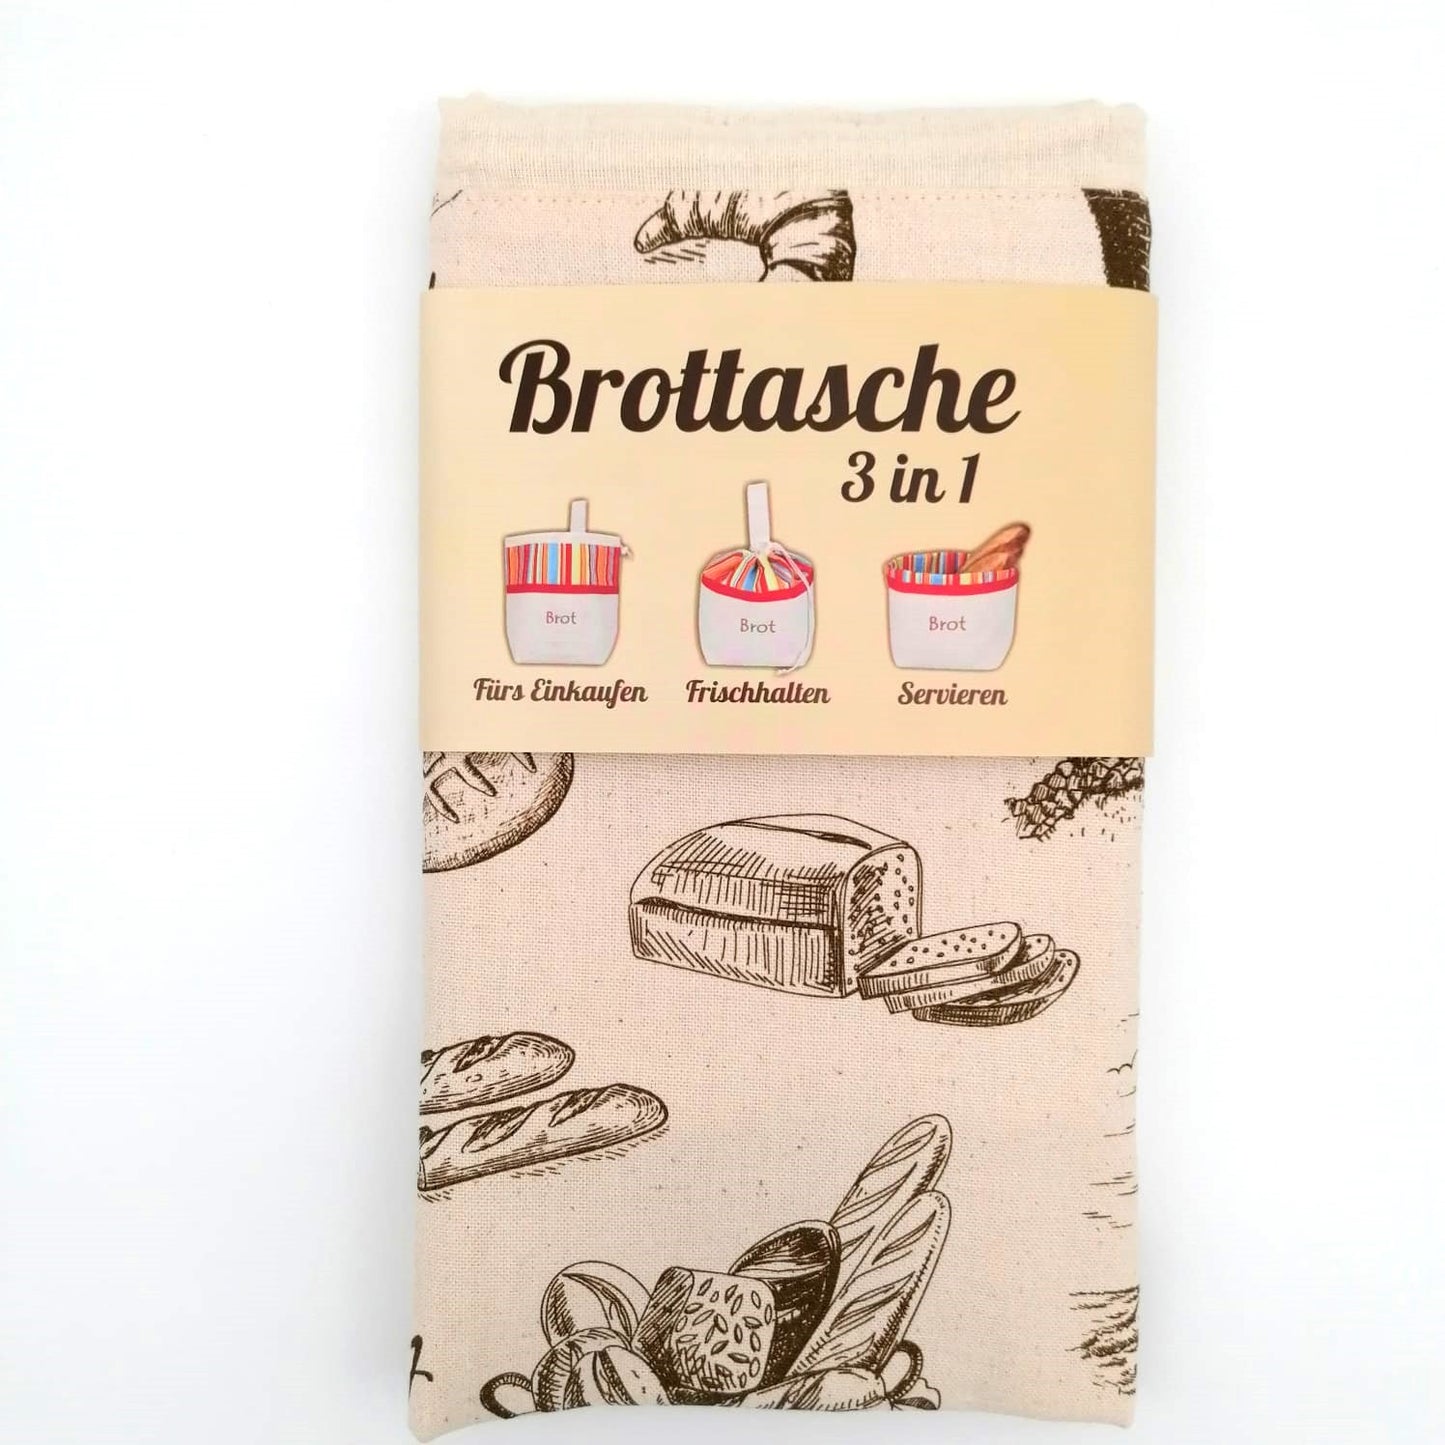 Brottasche
3 in 1
Brot
Brot
Brot
Fürs Einkaufen
Frischhalten
Servieren